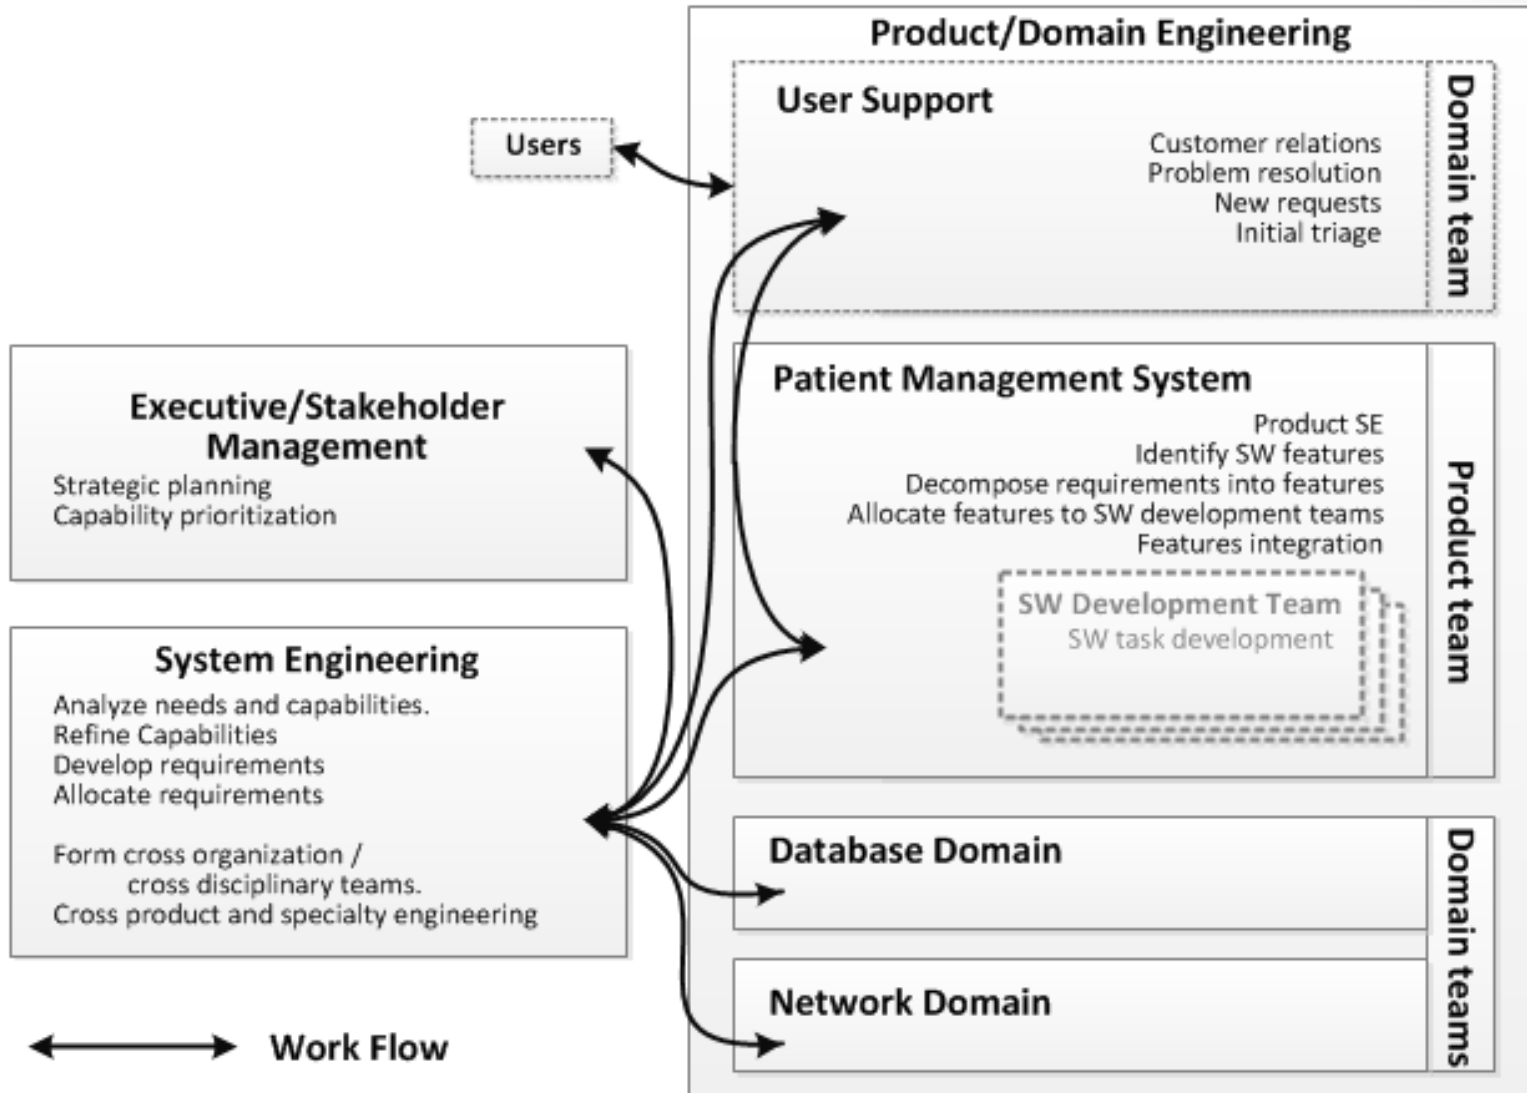 Product/Domain Engineering
User Support
Customer relations
Problem resolution
New requests
Initial triage
Domain team
Users
Executive/Stakeholder
Management
Strategic planning
Capability prioritization
Patient Management System
Product SE
Identify SW features
Decompose requirements into features
Allocate features to SW development teams
Features integration
SW Development Team
SW task development
Product team
System Engineering
Analyze needs and capabilities.
Refine Capabilities
Develop requirements
Allocate requirements
Form cross organization /
cross disciplinary teams.
Cross product and specialty engineering
Database Domain
Network Domain
Domain teams
Work Flow